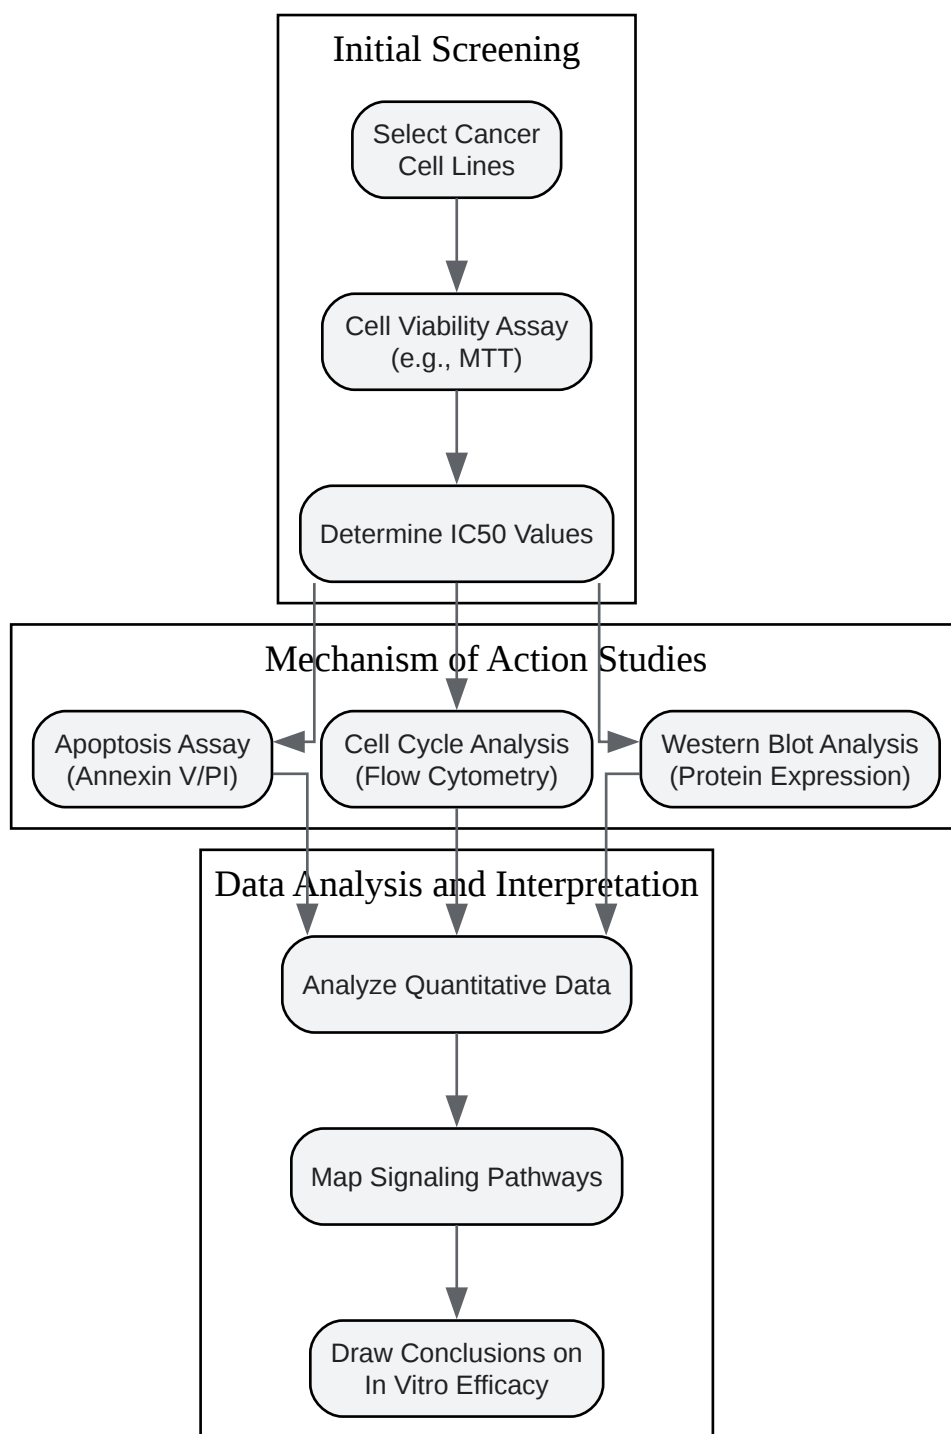 Initial Screening
Select Cancer
Cell Lines
Cell Viability Assay
(e.g., MTT)
Determine IC50 Values
Mechanism of Action Studies
Apoptosis Assay
(Annexin V/PI)
Cell Cycle Analysis
(Flow Cytometry)
Western Blot Analysis
(Protein Expression)
Data Analysis and Interpretation
Analyze Quantitative Data
Map Signaling Pathways
Draw Conclusions on
In Vitro Efficacy